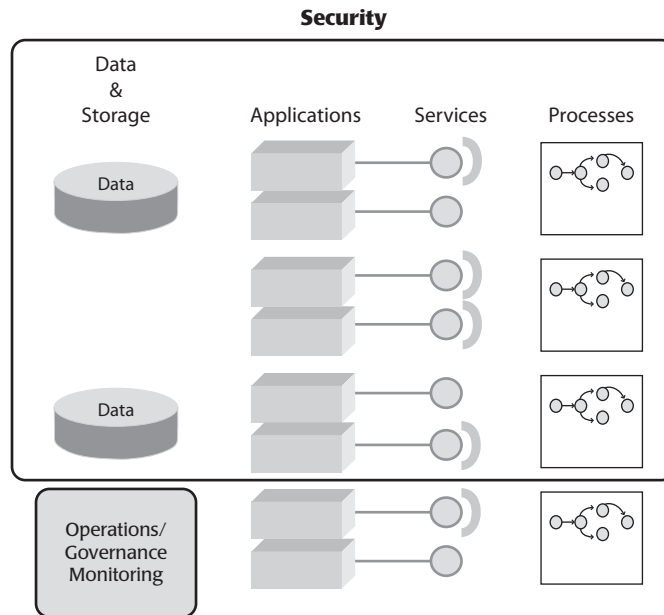 Security
Data
&
Storage
Applications
Services
Processes
Data
Data
Operations/
Governance
Monitoring